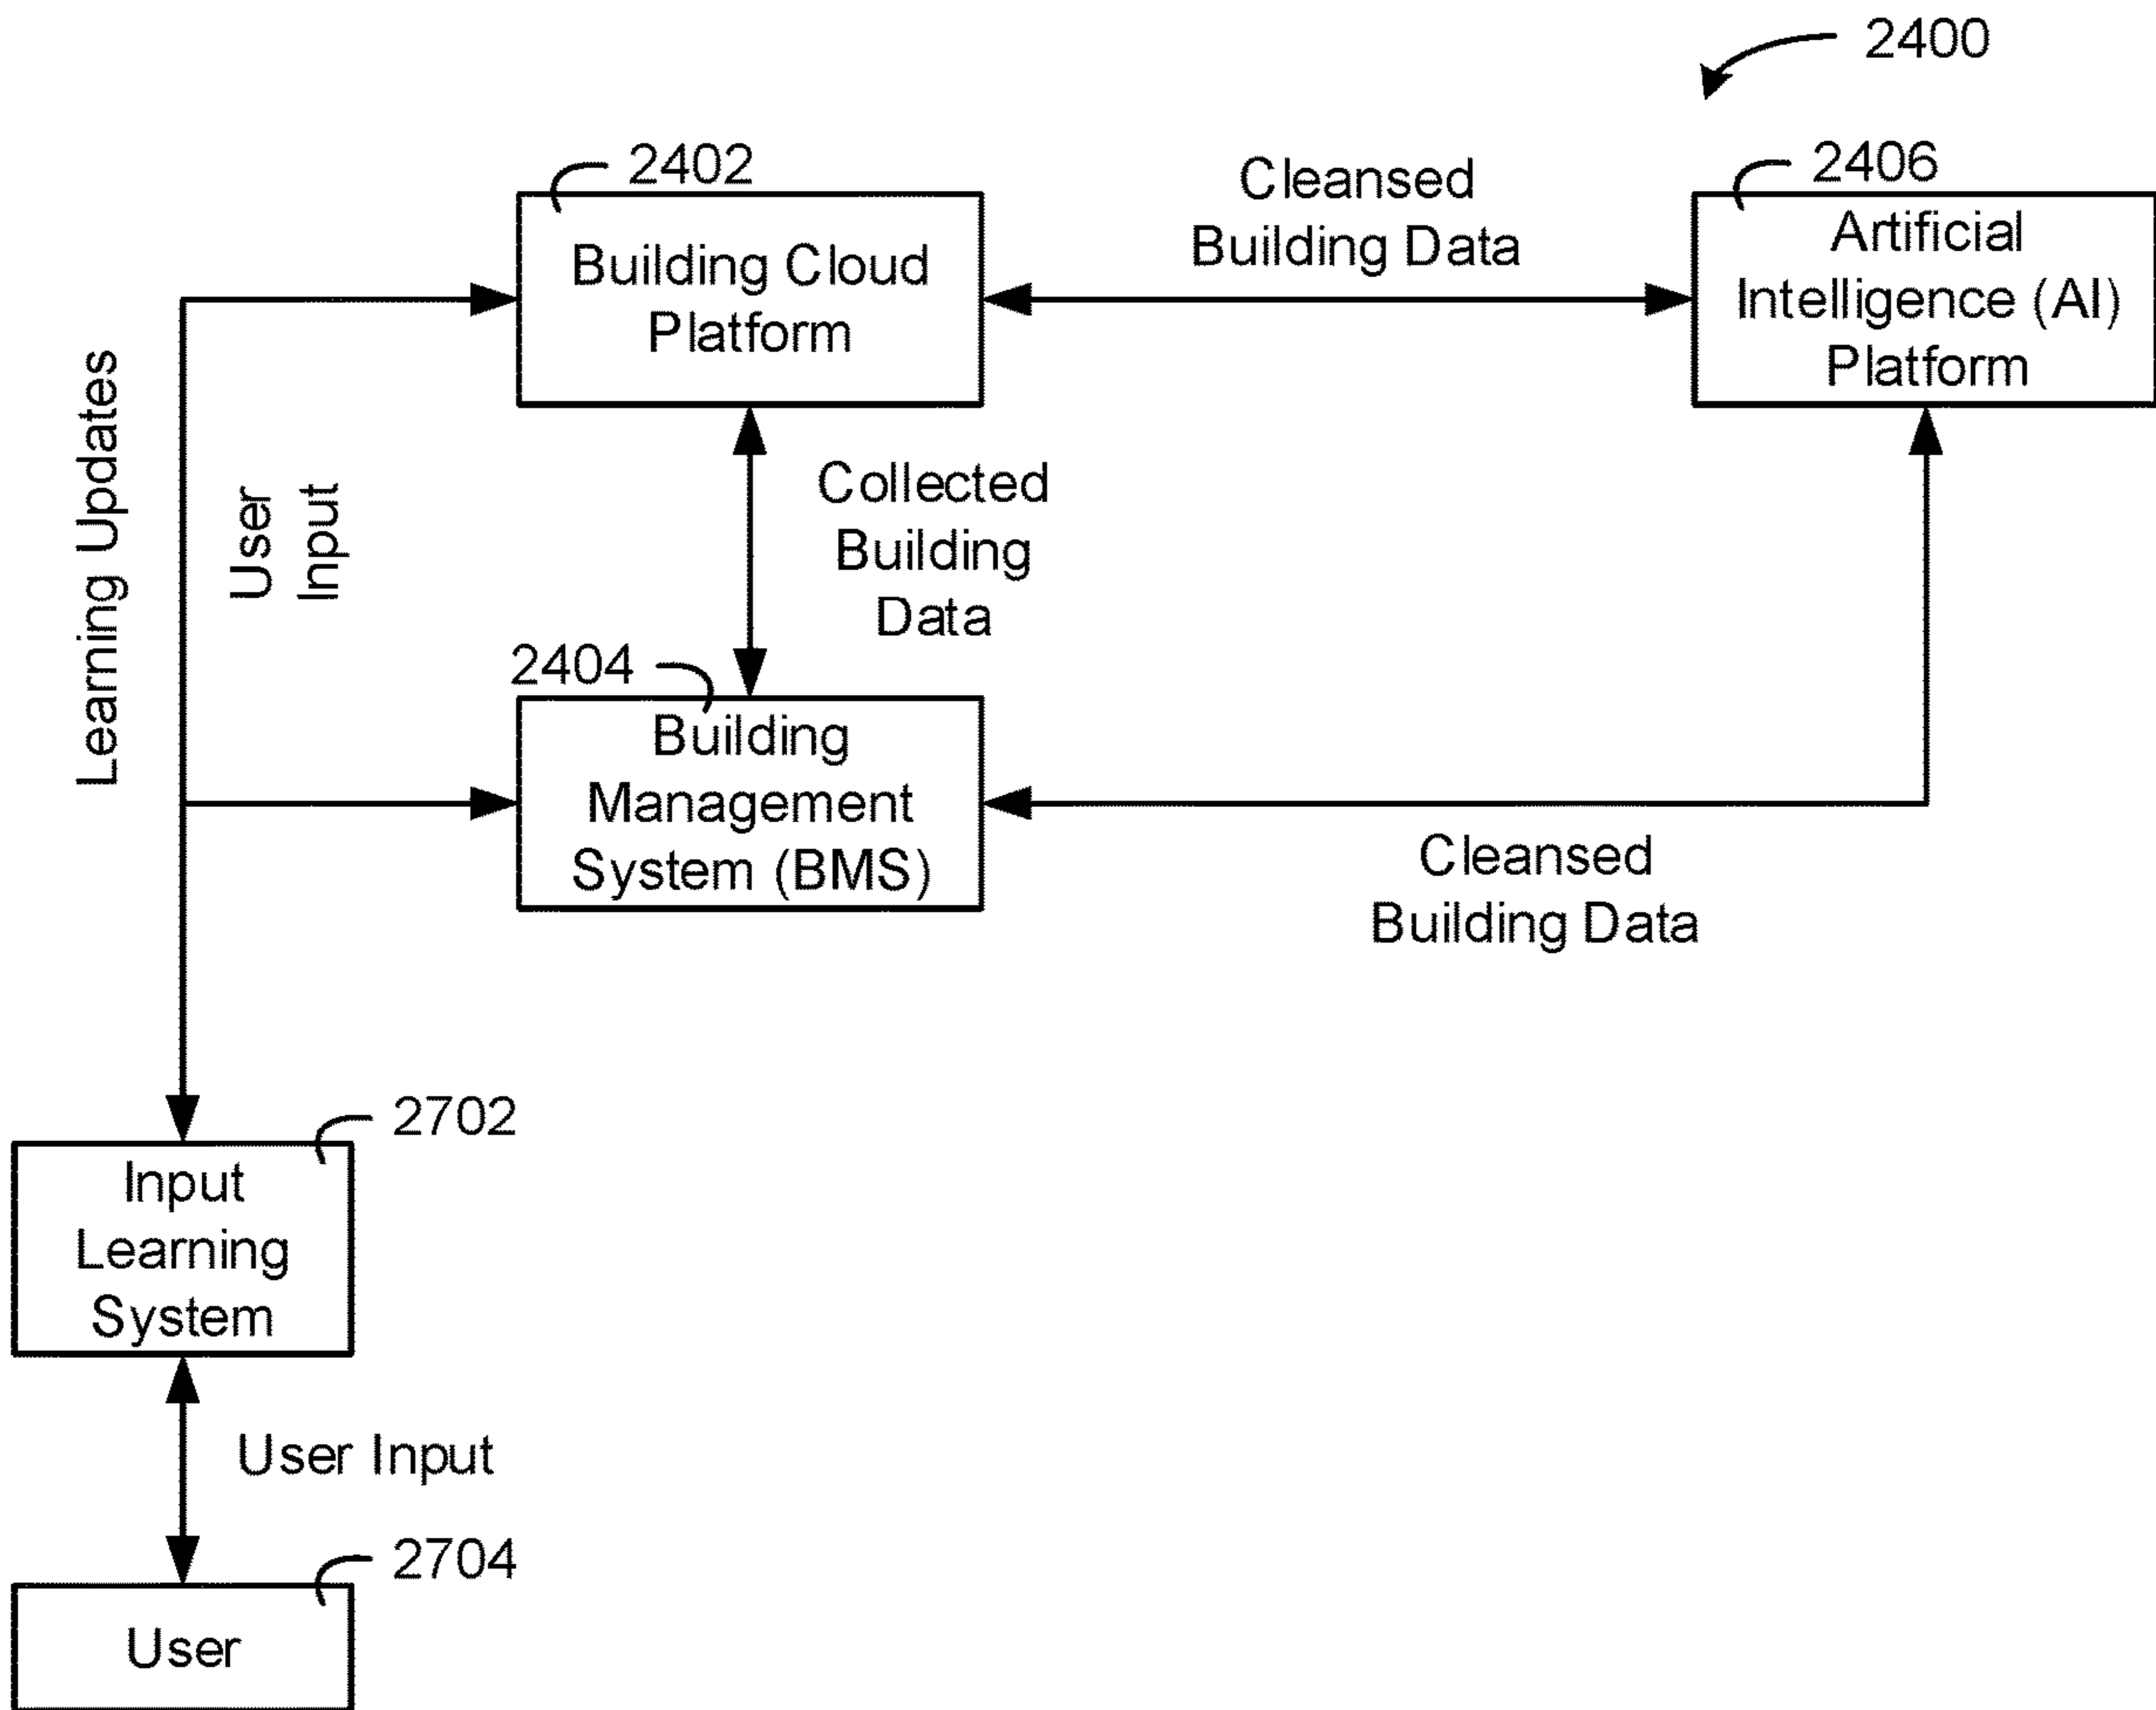 2400
2402
Building Cloud
Platform
Cleansed
Building Data
2406
Artificial
Intelligence (AI)
Platform
Learning Updates
User
Input
Collected
Building
Data
2404
Building
Management
System (BMS)
Cleansed
Building Data
2702
Input
Learning
System
User Input
2704
User